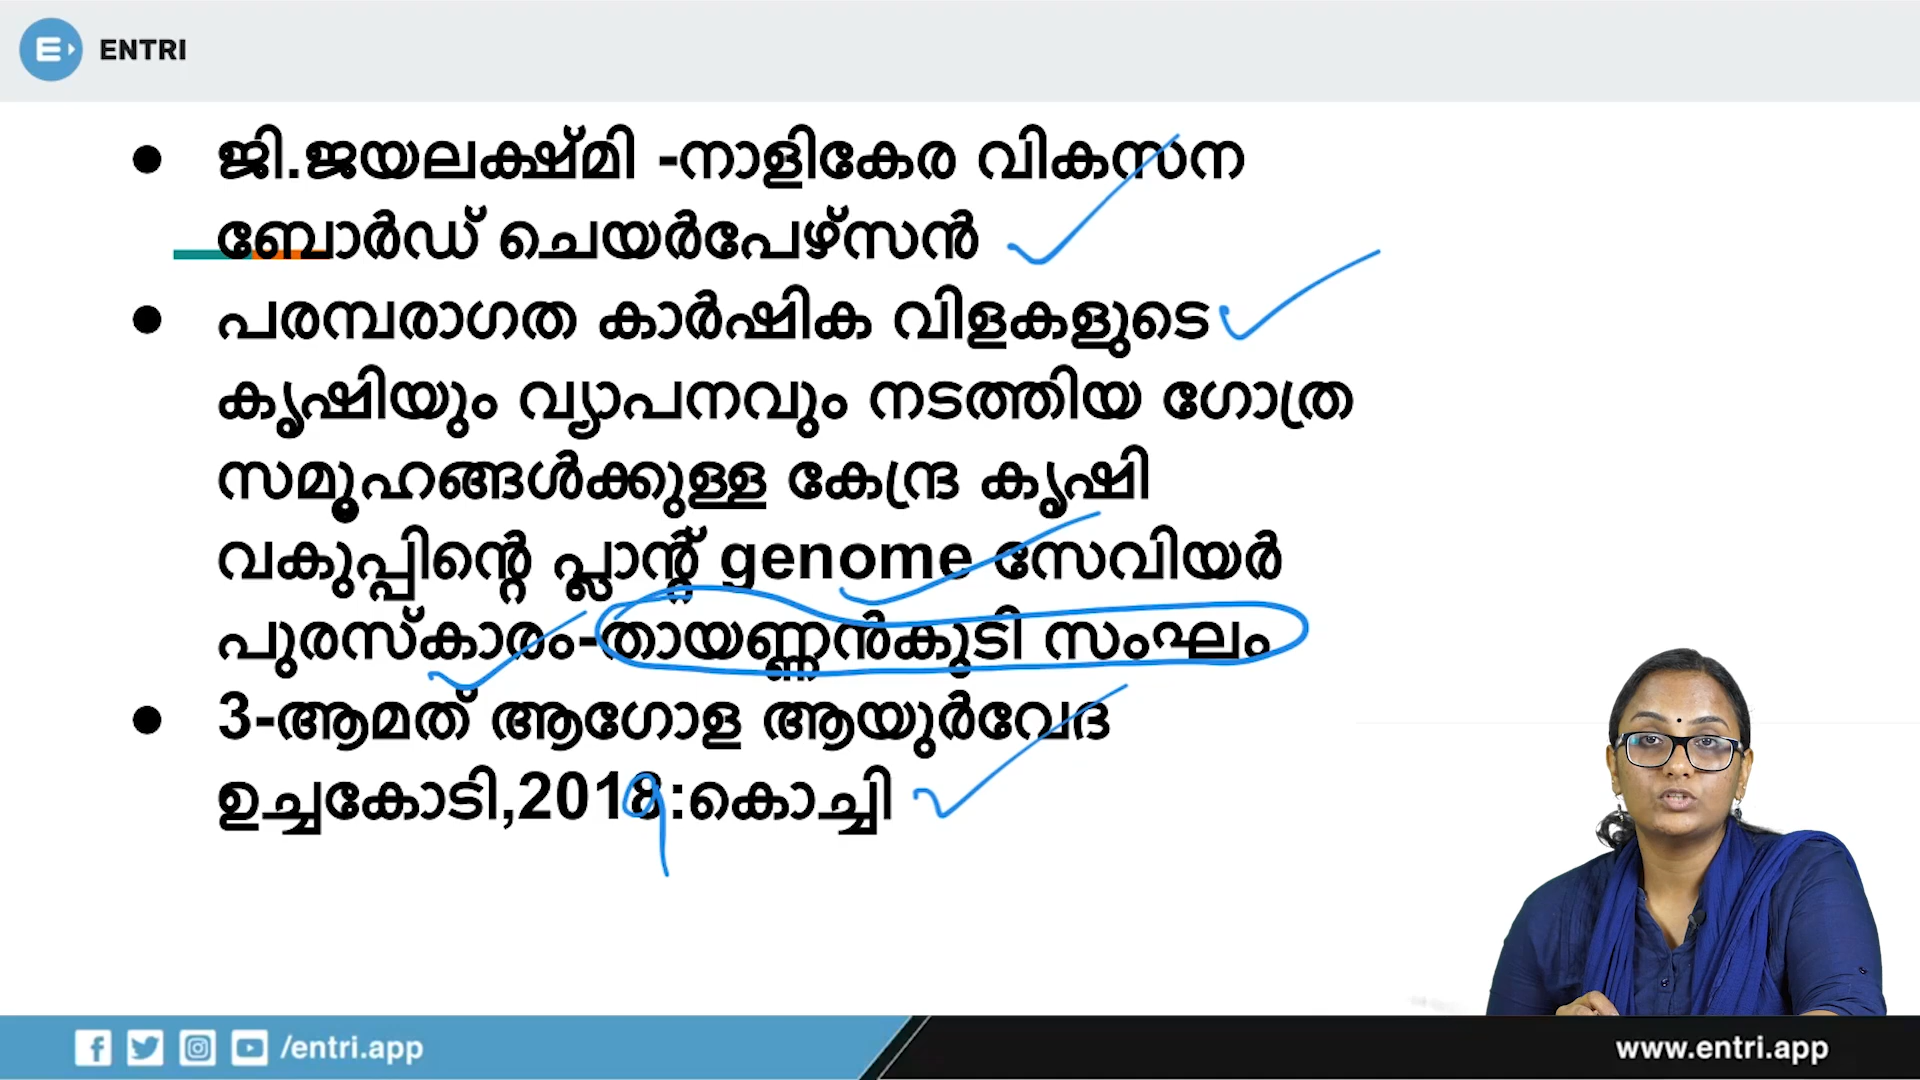 ENTRI
ജി.ജയലക്ഷ്മി -നാളികേര വികസന
ബോർഡ് ചെയർപേഴ്സൻ
പരമ്പരാഗത കാർഷിക വിളകളുടെ
കൃഷിയും വ്യാപനവും നടത്തിയ ഗോത്ര
സമൂഹങ്ങൾക്കുള്ള കേന്ദ്ര കൃഷി
വകുപ്പിന്റെ പ്ലാന്റ് genome സേവിയർ
പുരസ്കാരം-തായണ്ണൻകുടി സംഘം
3-ആമത് ആഗോള ആയുർവേദ
ഉച്ചകോടി,2018:കൊച്ചി
9
/entri.app
www.entri.app